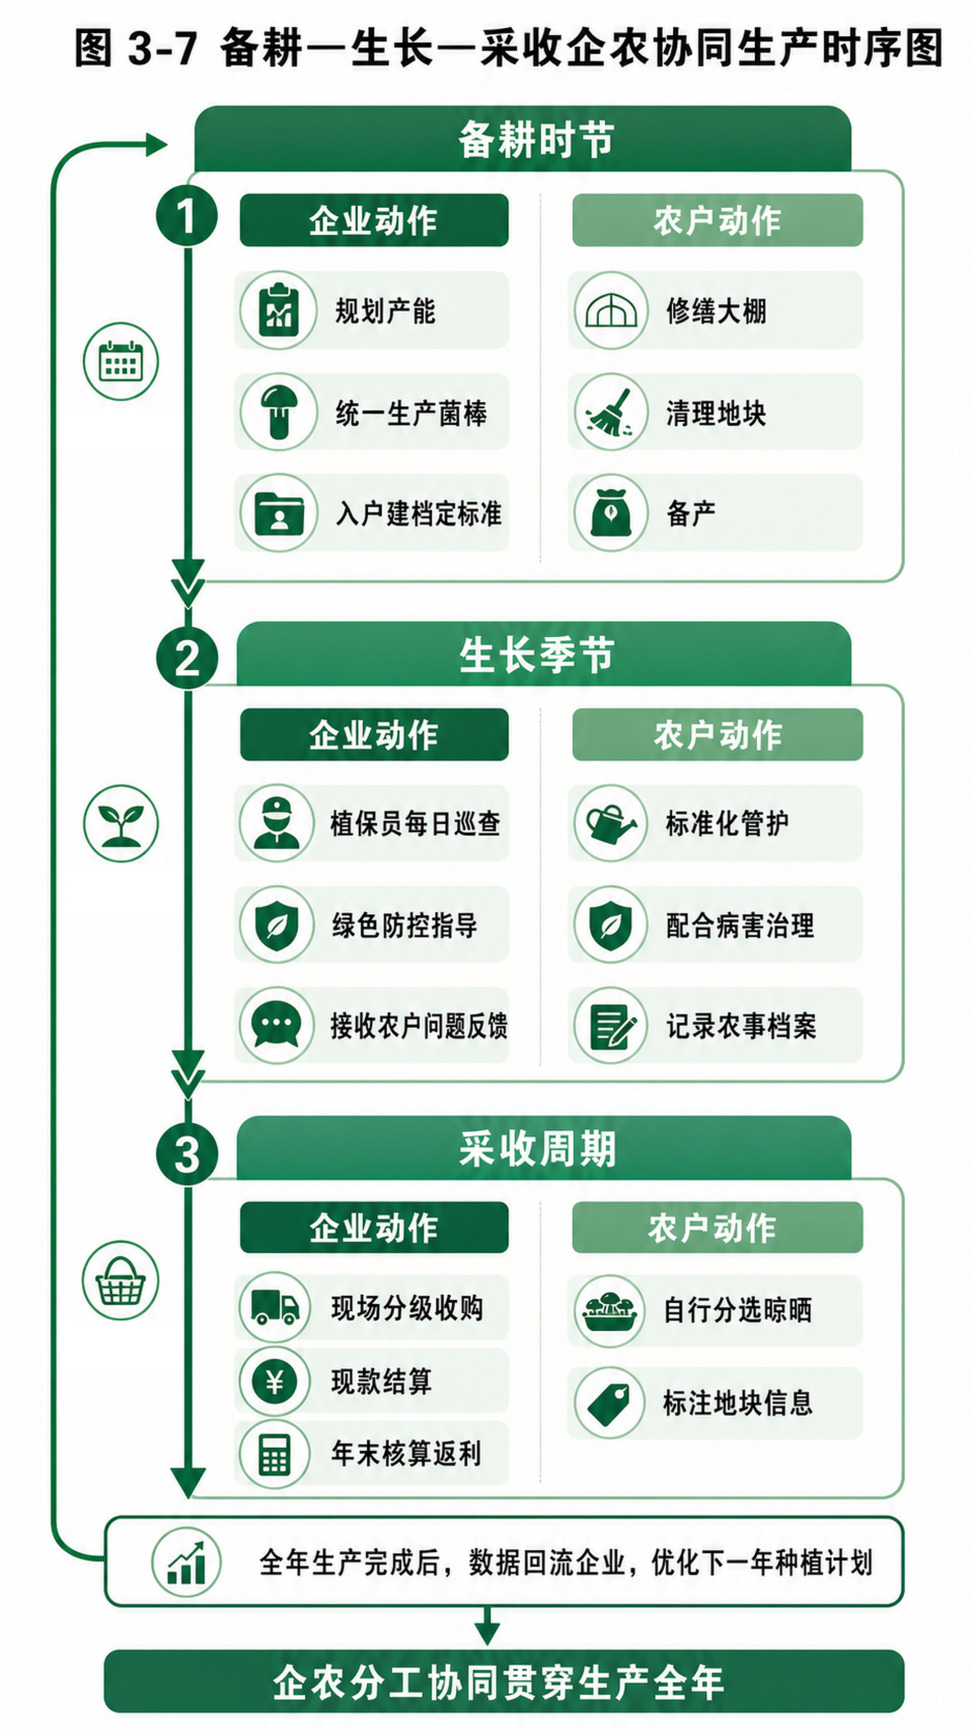 图 3-7 备耕—生长—采收企农协同生产时序图
备耕时节
1
企业动作
农户动作
规划产能
修缮大棚
统一生产菌棒
清理地块
入户建档定标准
备产
2
生长季节
企业动作
农户动作
植保员每日巡查
标准化管护
绿色防控指导
配合病害治理
接收农户问题反馈
记录农事档案
3
采收周期
企业动作
农户动作
现场分级收购
自行分选晾晒
¥
现款结算
标注地块信息
年末核算返利
全年生产完成后，数据回流企业，优化下一年种植计划
企农分工协同贯穿生产全年